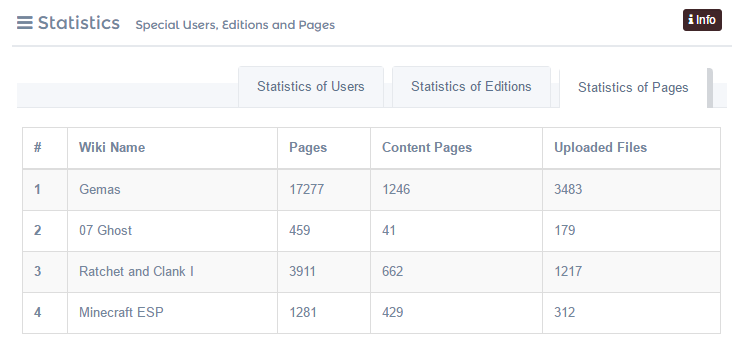 Statistics Special Users, Editions and Pages
Info
Statistics of Users Statistics of Editions Statistics of Pages
# Wiki Name Pages Content Pages Uploaded Files
1 Gemas 17277 1246 3483
2 07 Ghost 459 41 179
3 Ratchet and Clank I 3911 662 1217
4 Minecraft ESP 1281 429 312